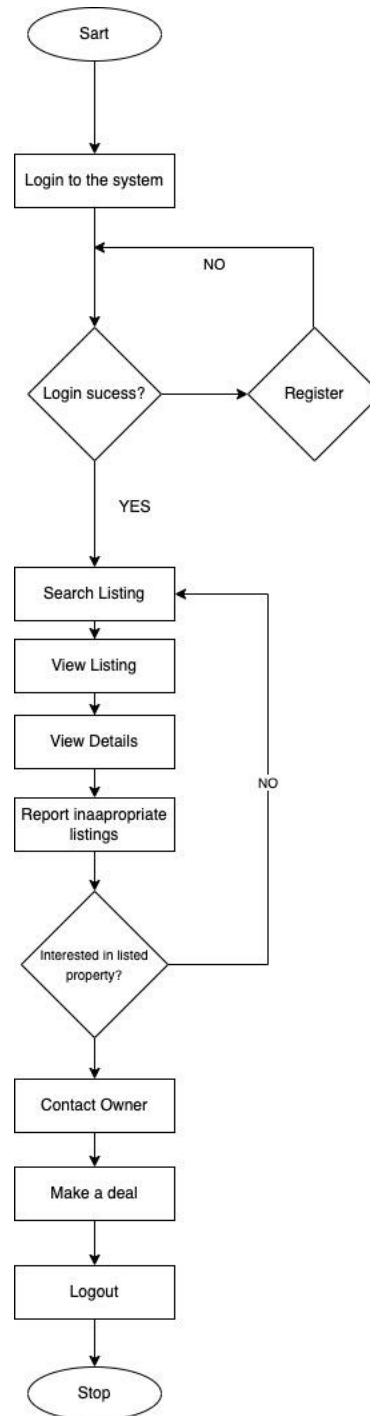 Sart
Login to the system
NO
Login sucess?
Register
YES
Search Listing
View Listing
View Details
NO
Report inaapropriate
listings
Interested in listed
property?
Contact Owner
Make a deal
Logout
Stop